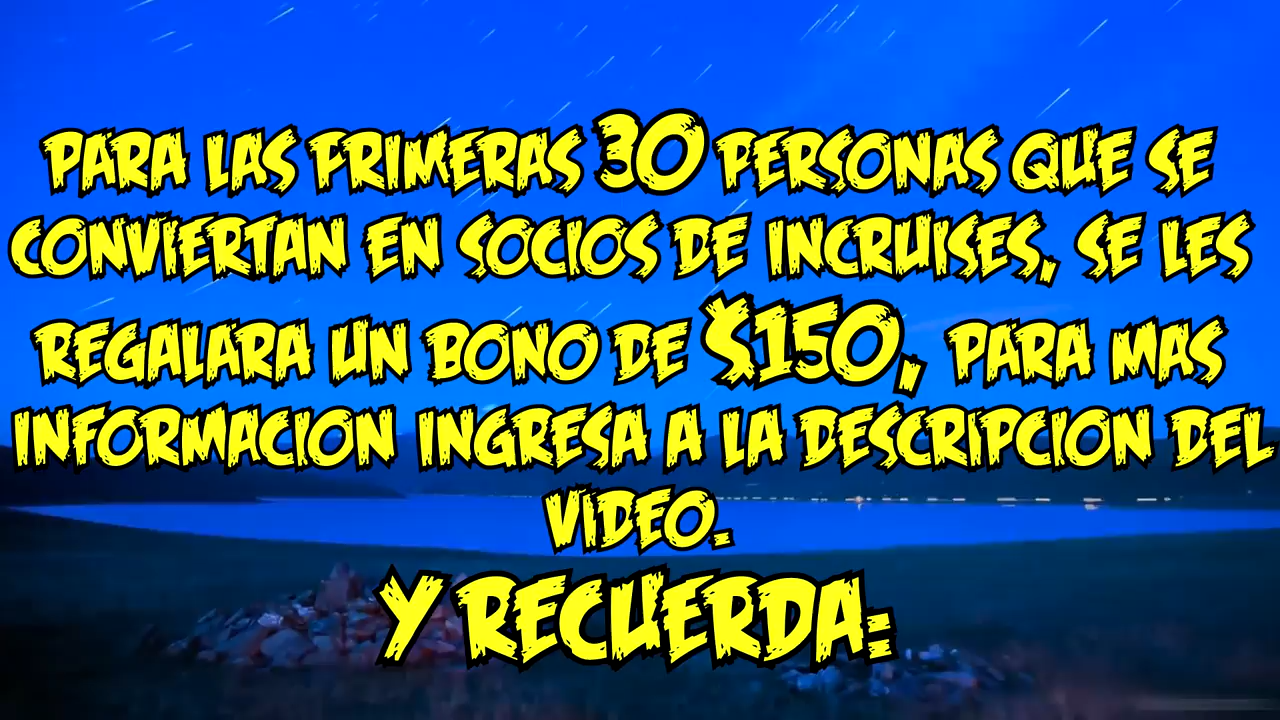 PARA LAS PRIMERAS 30 PERSONAS QUE SE
CONVIERTAN EN SOCIOS DE INCRUISES, SE LES
REGALARA UN BONO DE $150, PARA MAS
INFORMACION INGRESA A LA DESCRIPCION DEL
VIDEO.
Y RECUERDA: